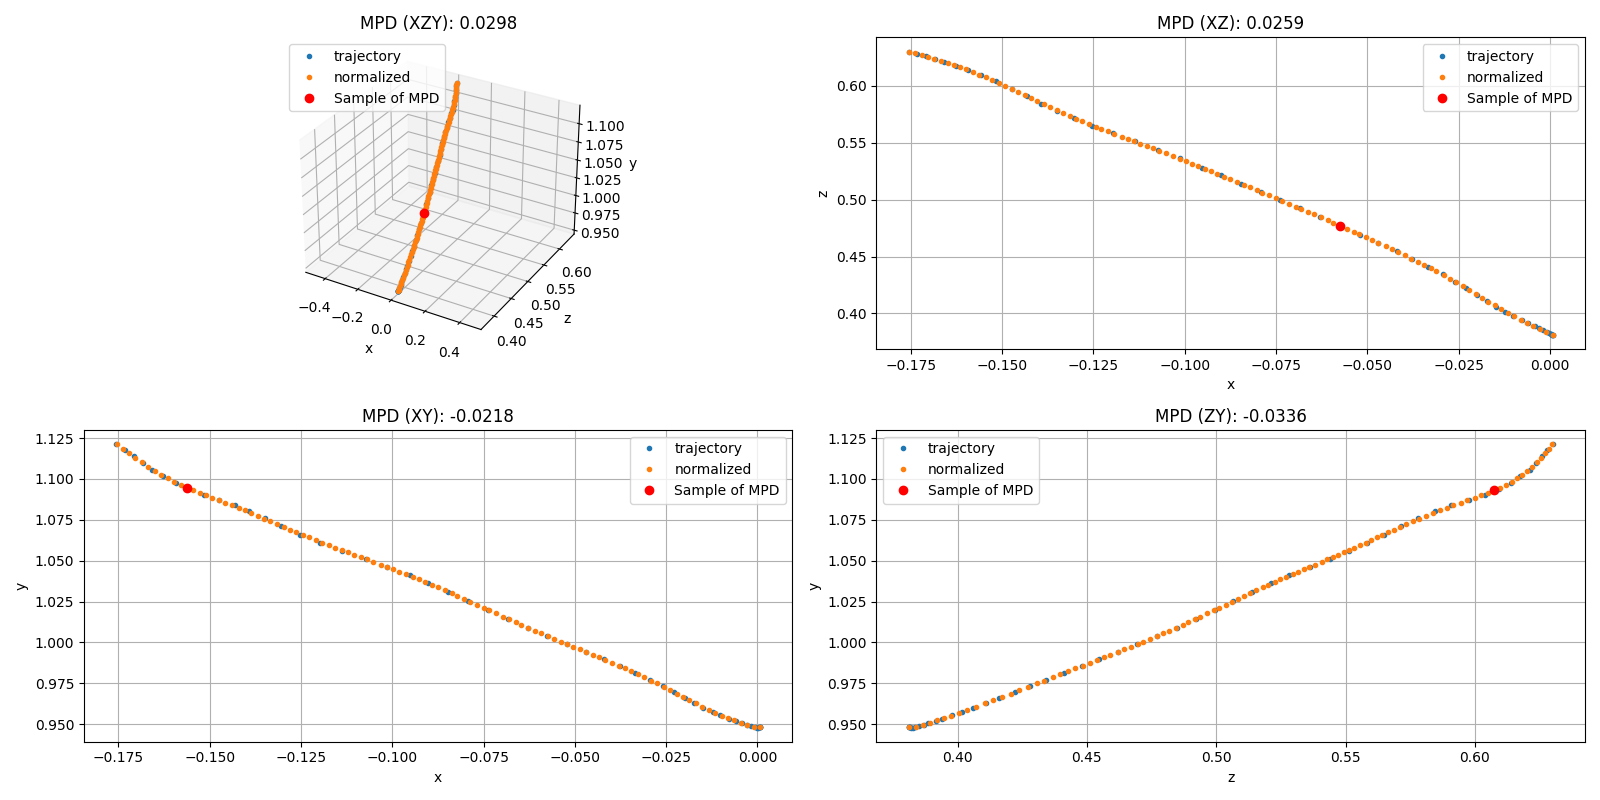 MPD (XZY): 0.0298
trajectory
normalized
Sample of MPD
1.100
1.075
1.050
1.025
1.000
0.975
0.950
y
−0.4
−0.2
0.0
0.2
0.4
x
0.40
0.45
0.50
0.55
0.60
z
MPD (XZ): 0.0259
trajectory
normalized
Sample of MPD
0.60
0.55
0.50
0.45
0.40
z
−0.175 −0.150 −0.125 −0.100 −0.075 −0.050 −0.025 0.000
x
MPD (XY): -0.0218
trajectory
normalized
Sample of MPD
1.125
1.100
1.075
1.050
1.025
1.000
0.975
0.950
y
−0.175 −0.150 −0.125 −0.100 −0.075 −0.050 −0.025 0.000
x
MPD (ZY): -0.0336
trajectory
normalized
Sample of MPD
1.125
1.100
1.075
1.050
1.025
1.000
0.975
0.950
y
0.40 0.45 0.50 0.55 0.60
z